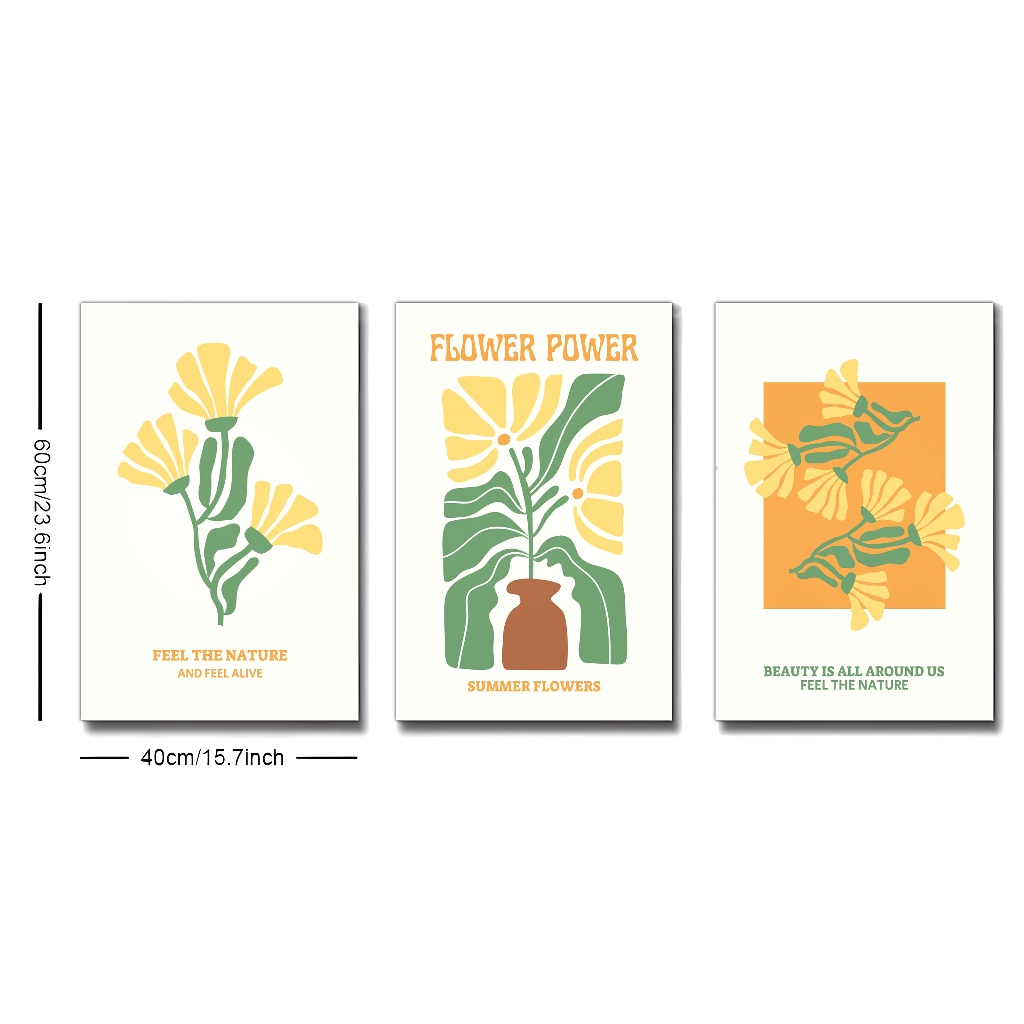 60cm/23.6inch
FEEL THE NATURE
AND FEEL ALIVE
FLOWER POWER
SUMMER FLOWERS
BEAUTY IS ALL AROUND US
FEEL THE NATURE
40cm/15.7inch